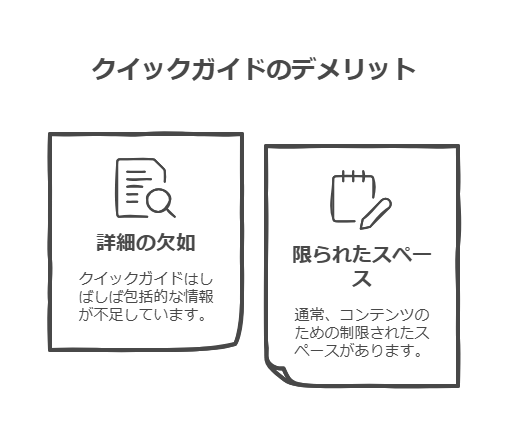 クイックガイドのデメリット
詳細の欠如
クイックガイドはし
ばしば包括的な情報
が不足しています。
限られたスペー
ス
通常、コンテンツの
ための制限されたス
ペースがあります。